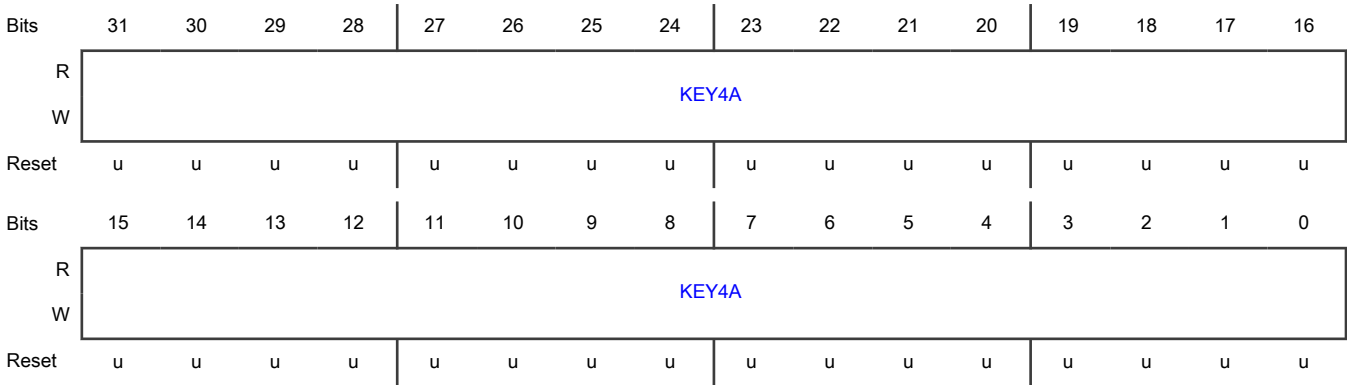 Bits 31 30 29 28 27 26 25 24 23 22 21 20 19 18 17 16
R
KEY4A
W
Reset u u u u u u u u u u u u u u u u
Bits 15 14 13 12 11 10 9 8 7 6 5 4 3 2 1 0
R
KEY4A
W
Reset u u u u u u u u u u u u u u u u